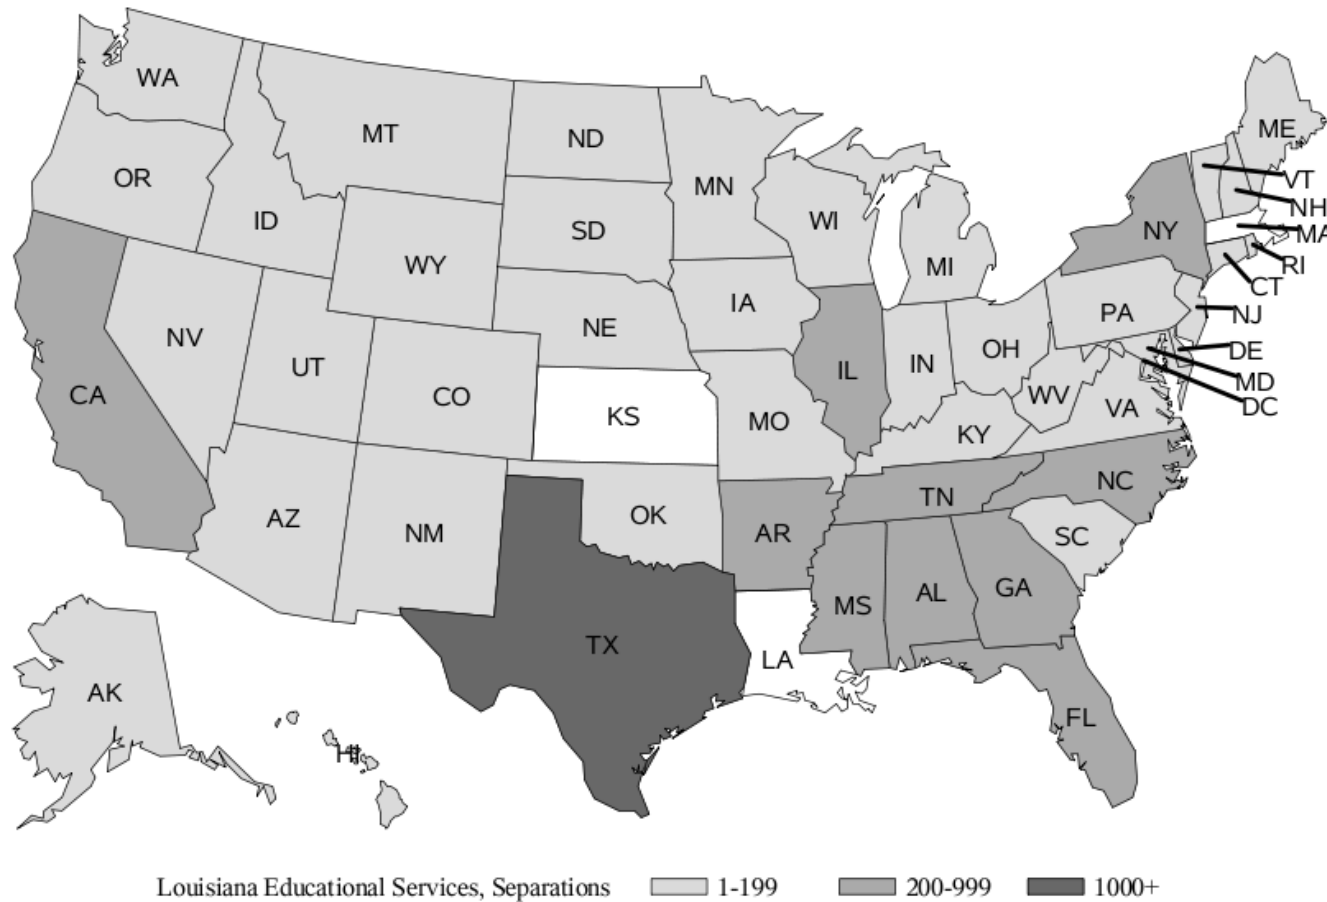 WA
MT
ND
MN
ME
OR
ID
SD
WI
VT
NH
NY
MA
WY
MI
RI
CT
NV
UT
NE
IA
PA
NJ
CA
CO
KS
MO
IL
IN
OH
DE
MD
DC
WV
VA
KY
AZ
NM
OK
AR
TN
NC
SC
MS
AL
GA
TX
LA
FL
AK
HI
Louisiana Educational Services, Separations 1-199 200-999 1000+